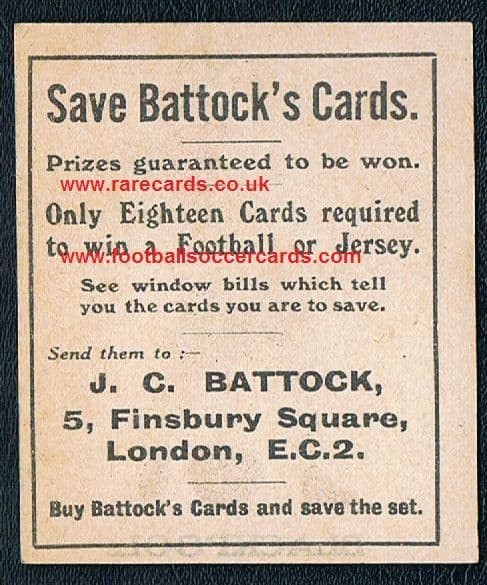 Save Battock's Cards.
Prizes guaranteed to be won.
www.rarecards.co.uk
Only Eighteen Cards required
to win a Football or Jersey.
www.footballsoccercards.com
See window bills which tell
you the cards you are to save.
Send them to :—
J. C. BATTOCK,
5, Finsbury Square,
London, E.C.2.
Buy Battock's Cards and save the set.